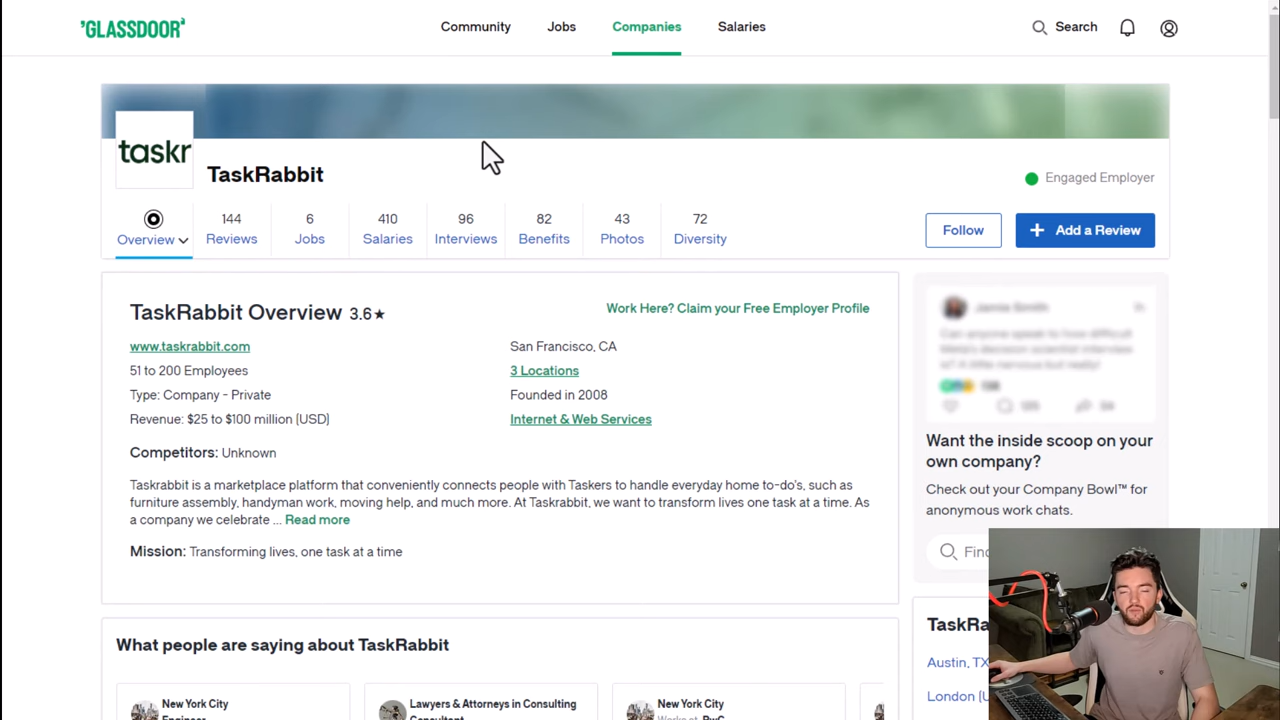 GLASSDOOR
Community Jobs Companies Salaries Search
taskr
TaskRabbit
Engaged Employer
Overview
144 Reviews
6 Jobs
410 Salaries
96 Interviews
82 Benefits
43 Photos
72 Diversity
Follow
+ Add a Review
TaskRabbit Overview 3.6★
Work Here? Claim your Free Employer Profile
www.taskrabbit.com
51 to 200 Employees
Type: Company - Private
Revenue: $25 to $100 million (USD)
San Francisco, CA
3 Locations
Founded in 2008
Internet & Web Services
Competitors: Unknown
Taskrabbit is a marketplace platform that conveniently connects people with Taskers to handle everyday home to-do's, such as
furniture assembly, handyman work, moving help, and much more. At Taskrabbit, we want to transform lives one task at a time. As
a company we celebrate ... Read more
Mission: Transforming lives, one task at a time
Want the inside scoop on your
own company?
Check out your Company Bowl™ for
anonymous work chats.
What people are saying about TaskRabbit
New York City
Engineer
Lawyers & Attorneys in Consulting
Consultant
New York City
Works at PwC
Austin, TX
London